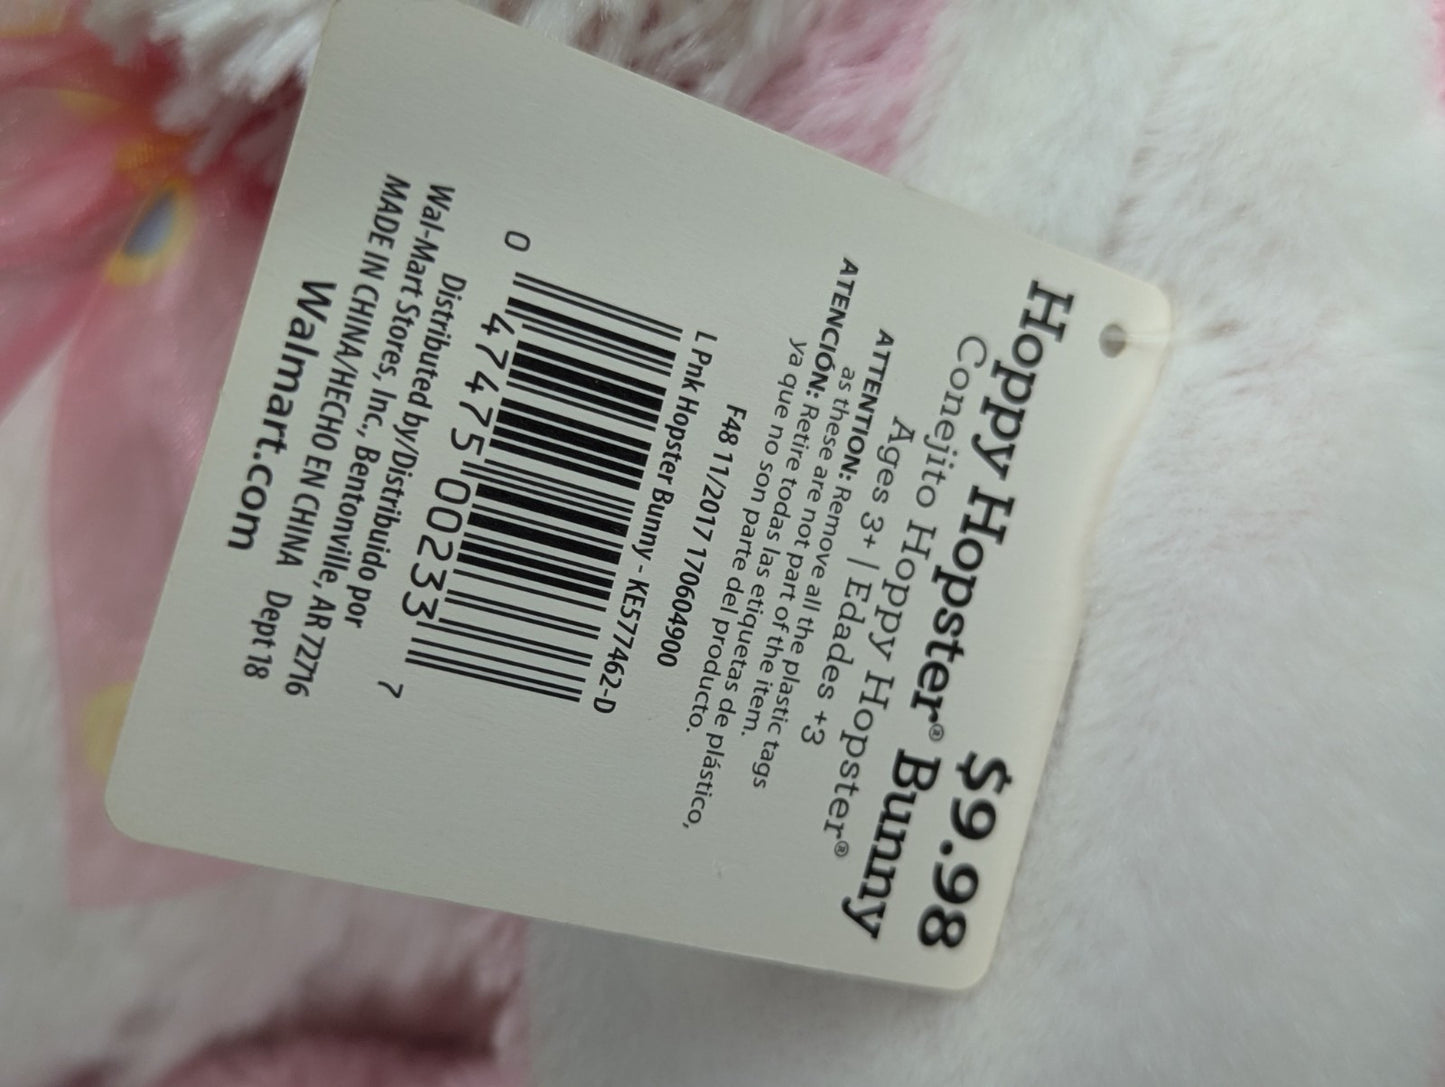 $9.98
Hoppy Hopster® Bunny
Conejito Hoppy Hopster®
Ages 3+ | Edades +3
ATTENTION: Remove all the plastic tags
as these are not part of the item.
ATENCIÓN: Retire todas las etiquetas de plástico,
ya que no son parte del producto.
F48 11/2017 170604900
L Pnk Hopster Bunny - KE577462-D
0 47475 00233 7
Distributed by/Distribuido por
Wal-Mart Stores, Inc., Bentonville, AR 72716
MADE IN CHINA/HECHO EN CHINA Dept 18
Walmart.com